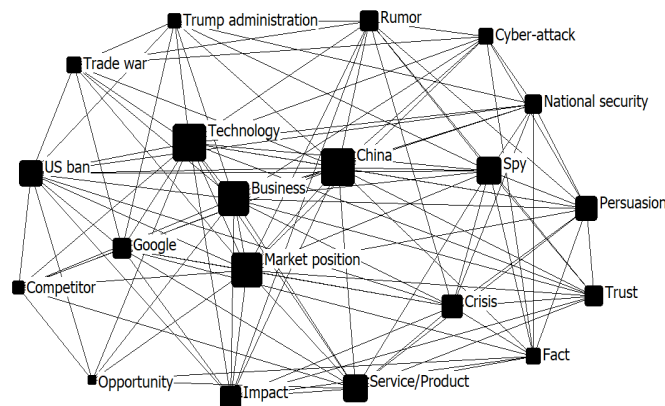 Trump administration
Rumor
Cyber-attack
Trade war
National security
Technology
China
Spy
US ban
Business
Persuasion
Google
Market position
Competitor
Crisis
Trust
Fact
Opportunity
Impact
Service/Product